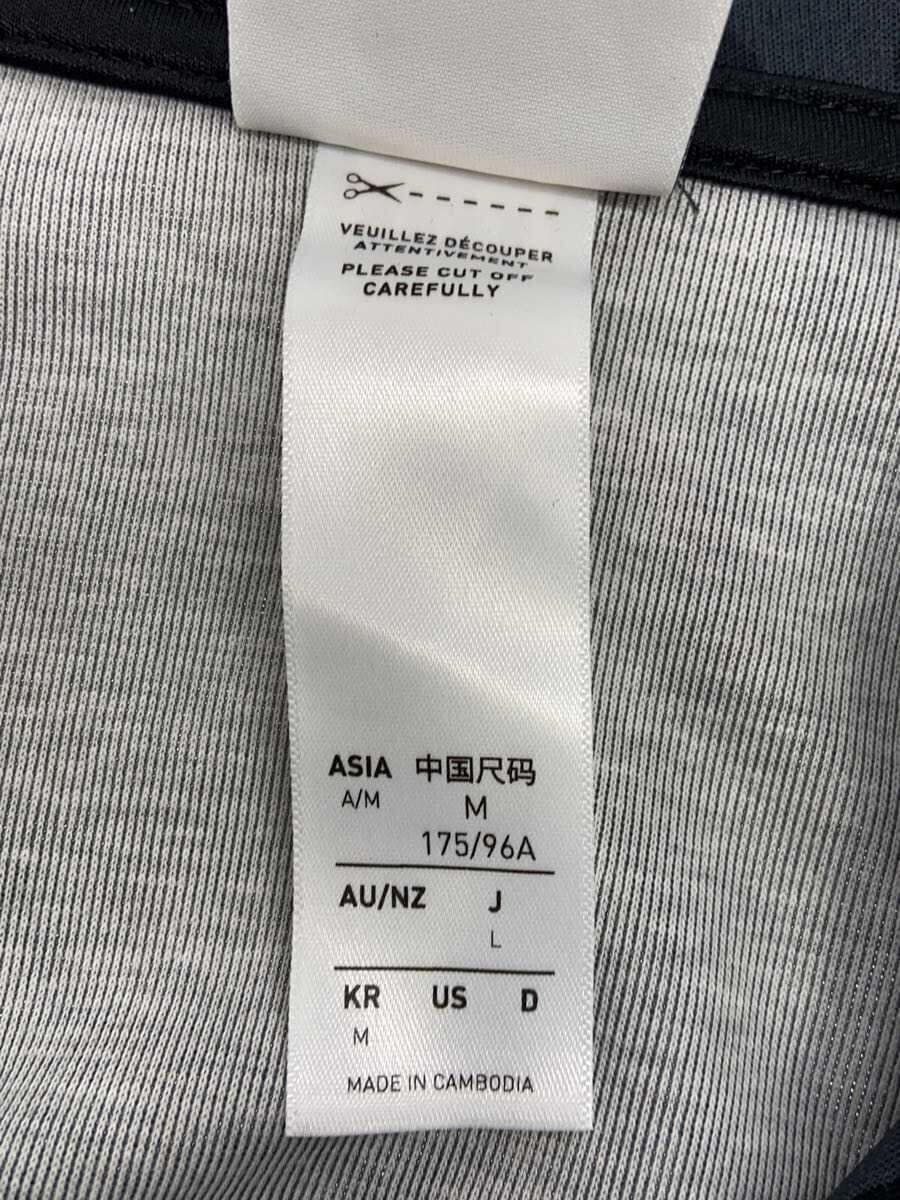 VEUILLEZ DÉCOUPER
ATTENTIVEMENT
PLEASE CUT OFF
CAREFULLY
ASIA 中国尺码
A/M M
175/96A
AU/NZ J
L
KR US D
M
MADE IN CAMBODIA